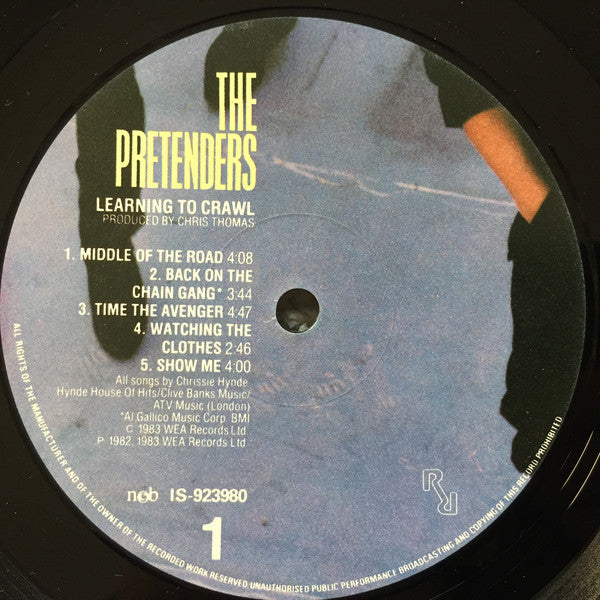 THE
PRETENDERS
LEARNING TO CRAWL
PRODUCED BY CHRIS THOMAS
1. MIDDLE OF THE ROAD 4:08
2. BACK ON THE
CHAIN GANG* 3:44
3. TIME THE AVENGER 4:47
4. WATCHING THE
CLOTHES 2:46
5. SHOW ME 4:00
All songs by Chrissie Hynde
Hynde House Of Hits/Clive Banks Music/
ATV Music (London)
*Al Gallico Music Corp. BMI
C 1983 WEA Records Ltd
P 1982, 1983 WEA Records Ltd
ncb IS-923980
1
ALL RIGHTS OF THE MANUFACTURER AND OF THE OWNER OF THE RECORDED WORK RESERVED. UNAUTHORISED PUBLIC PERFORMANCE BROADCASTING AND COPYING OF THIS RECORD PROHIBITED